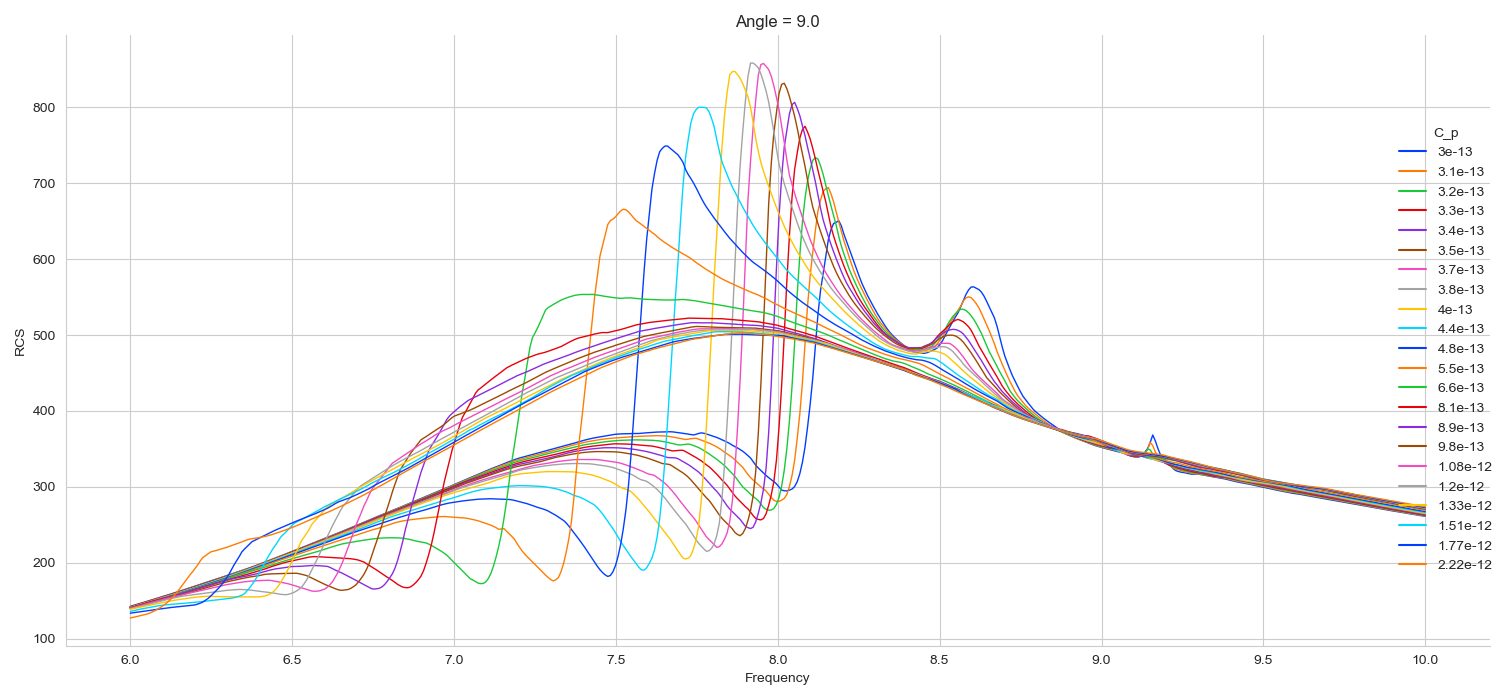 Angle = 9.0
RCS
800
700
600
500
400
300
200
100
6.0 6.5 7.0 7.5 8.0 8.5 9.0 9.5 10.0
Frequency
C_p
3e-13
3.1e-13
3.2e-13
3.3e-13
3.4e-13
3.5e-13
3.7e-13
3.8e-13
4e-13
4.4e-13
4.8e-13
5.5e-13
6.6e-13
8.1e-13
8.9e-13
9.8e-13
1.08e-12
1.2e-12
1.33e-12
1.51e-12
1.77e-12
2.22e-12